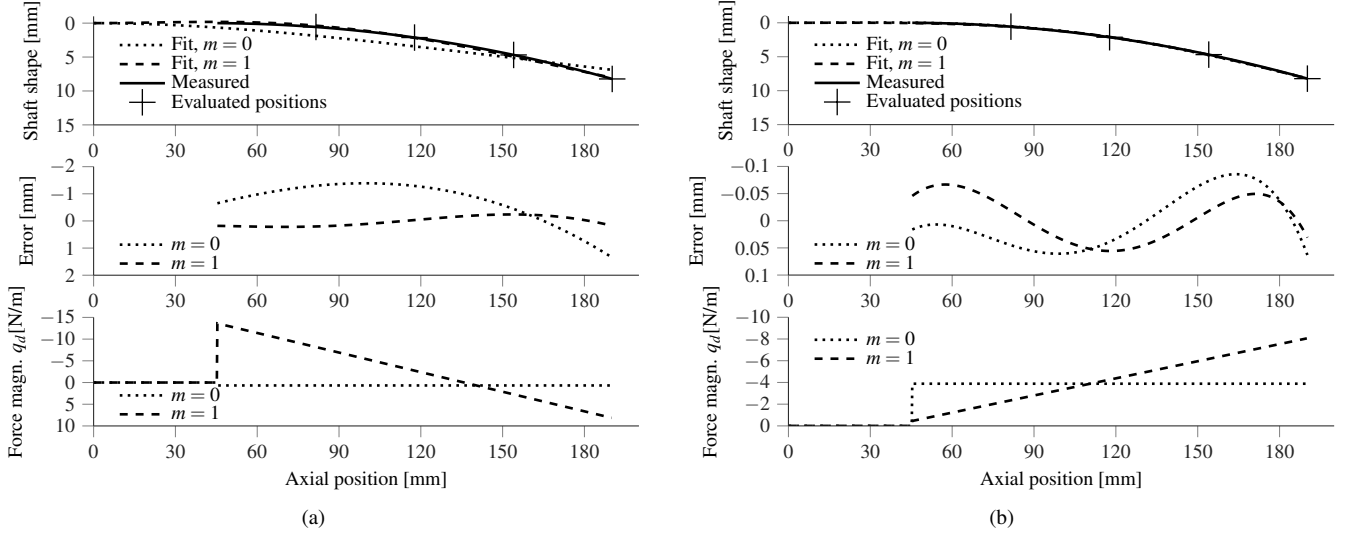 Shaft shape [mm]
0
5
10
15
Fit, m = 0
Fit, m = 1
Measured
Evaluated positions
0 30 60 90 120 150 180
Error [mm]
−2
−1
0
1
2
m = 0
m = 1
0 30 60 90 120 150 180
Force magn. q_d [N/m]
−15
−10
−5
0
5
10
m = 0
m = 1
0 30 60 90 120 150 180
Axial position [mm]
(a)
Shaft shape [mm]
0
5
10
15
Fit, m = 0
Fit, m = 1
Measured
Evaluated positions
0 30 60 90 120 150 180
Error [mm]
−0.1
−0.05
0
0.05
0.1
m = 0
m = 1
0 30 60 90 120 150 180
Force magn. q_d [N/m]
−10
−8
−6
−4
−2
0
m = 0
m = 1
0 30 60 90 120 150 180
Axial position [mm]
(b)